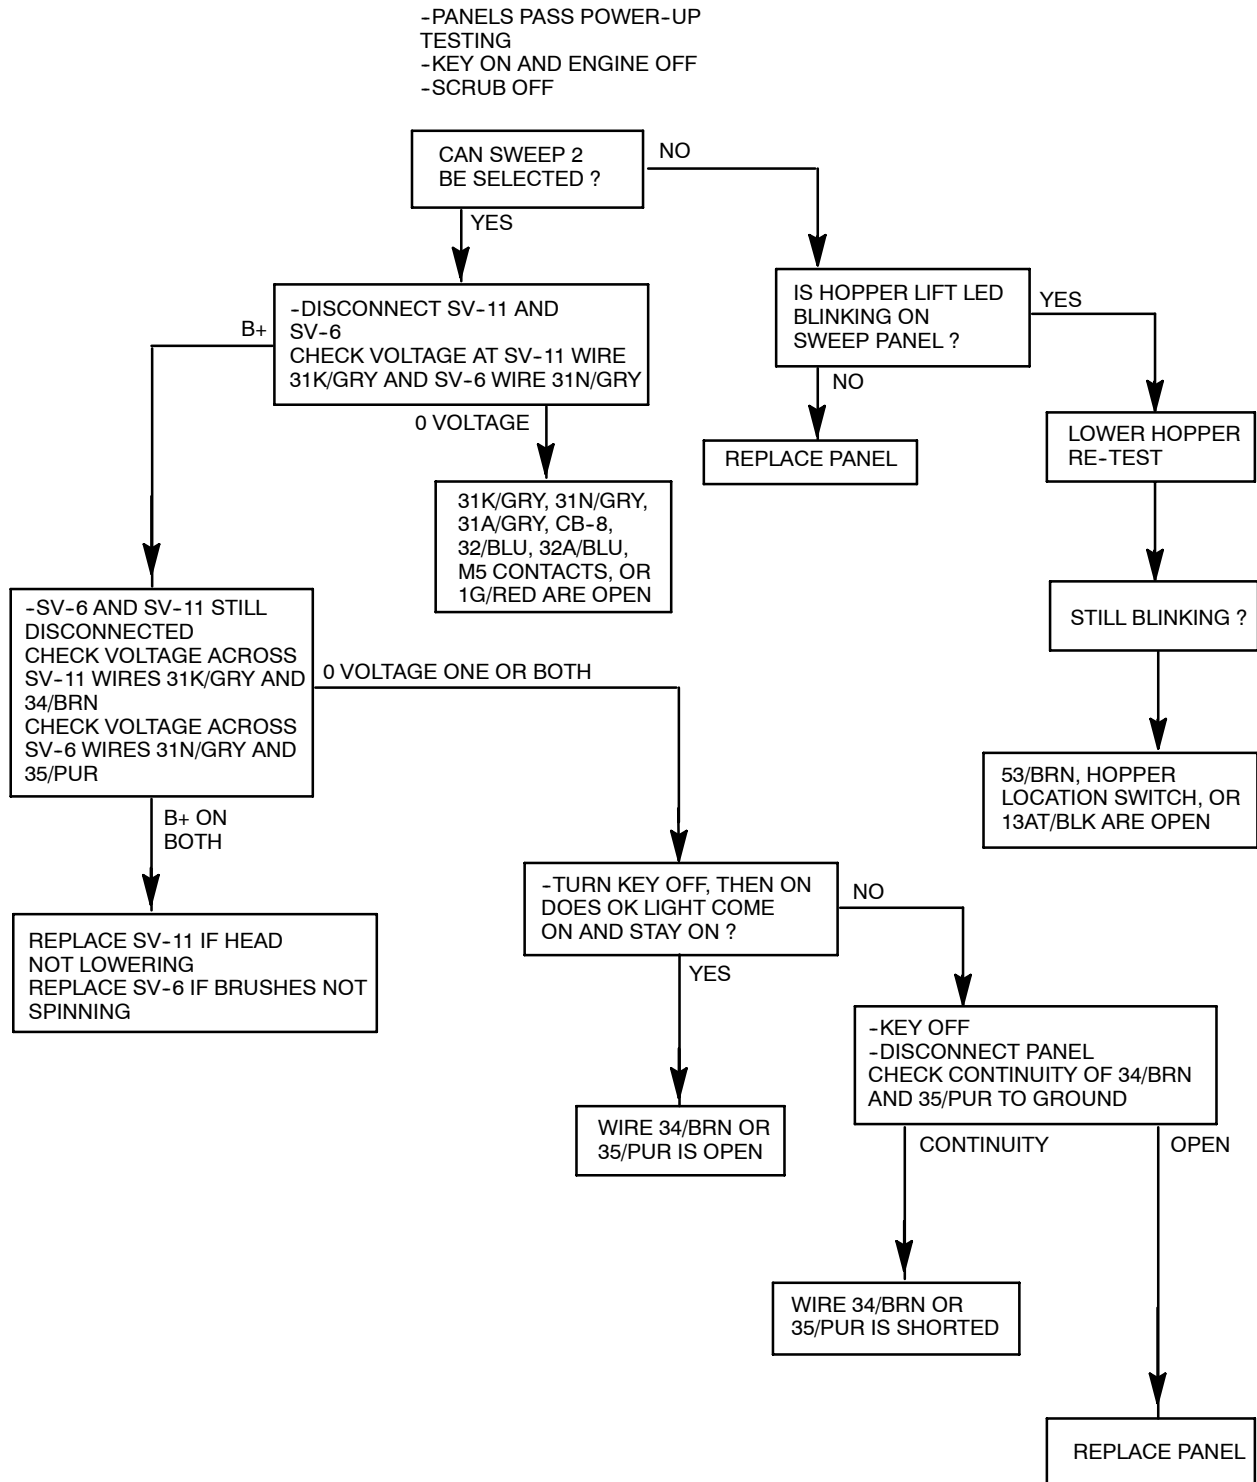 -PANELS PASS POWER-UP
TESTING
-KEY ON AND ENGINE OFF
-SCRUB OFF
CAN SWEEP 2
BE SELECTED ?
NO
YES
IS HOPPER LIFT LED
BLINKING ON
SWEEP PANEL ?
YES
NO
-DISCONNECT SV-11 AND
SV-6
CHECK VOLTAGE AT SV-11 WIRE
31K/GRY AND SV-6 WIRE 31N/GRY
B+
0 VOLTAGE
REPLACE PANEL
LOWER HOPPER
RE-TEST
31K/GRY, 31N/GRY,
31A/GRY, CB-8,
32/BLU, 32A/BLU,
M5 CONTACTS, OR
1G/RED ARE OPEN
STILL BLINKING ?
-SV-6 AND SV-11 STILL
DISCONNECTED
CHECK VOLTAGE ACROSS
SV-11 WIRES 31K/GRY AND
34/BRN
CHECK VOLTAGE ACROSS
SV-6 WIRES 31N/GRY AND
35/PUR
0 VOLTAGE ONE OR BOTH
B+ ON
BOTH
53/BRN, HOPPER
LOCATION SWITCH, OR
13AT/BLK ARE OPEN
-TURN KEY OFF, THEN ON
DOES OK LIGHT COME
ON AND STAY ON ?
NO
YES
REPLACE SV-11 IF HEAD
NOT LOWERING
REPLACE SV-6 IF BRUSHES NOT
SPINNING
-KEY OFF
-DISCONNECT PANEL
CHECK CONTINUITY OF 34/BRN
AND 35/PUR TO GROUND
WIRE 34/BRN OR
35/PUR IS OPEN
CONTINUITY
OPEN
WIRE 34/BRN OR
35/PUR IS SHORTED
REPLACE PANEL